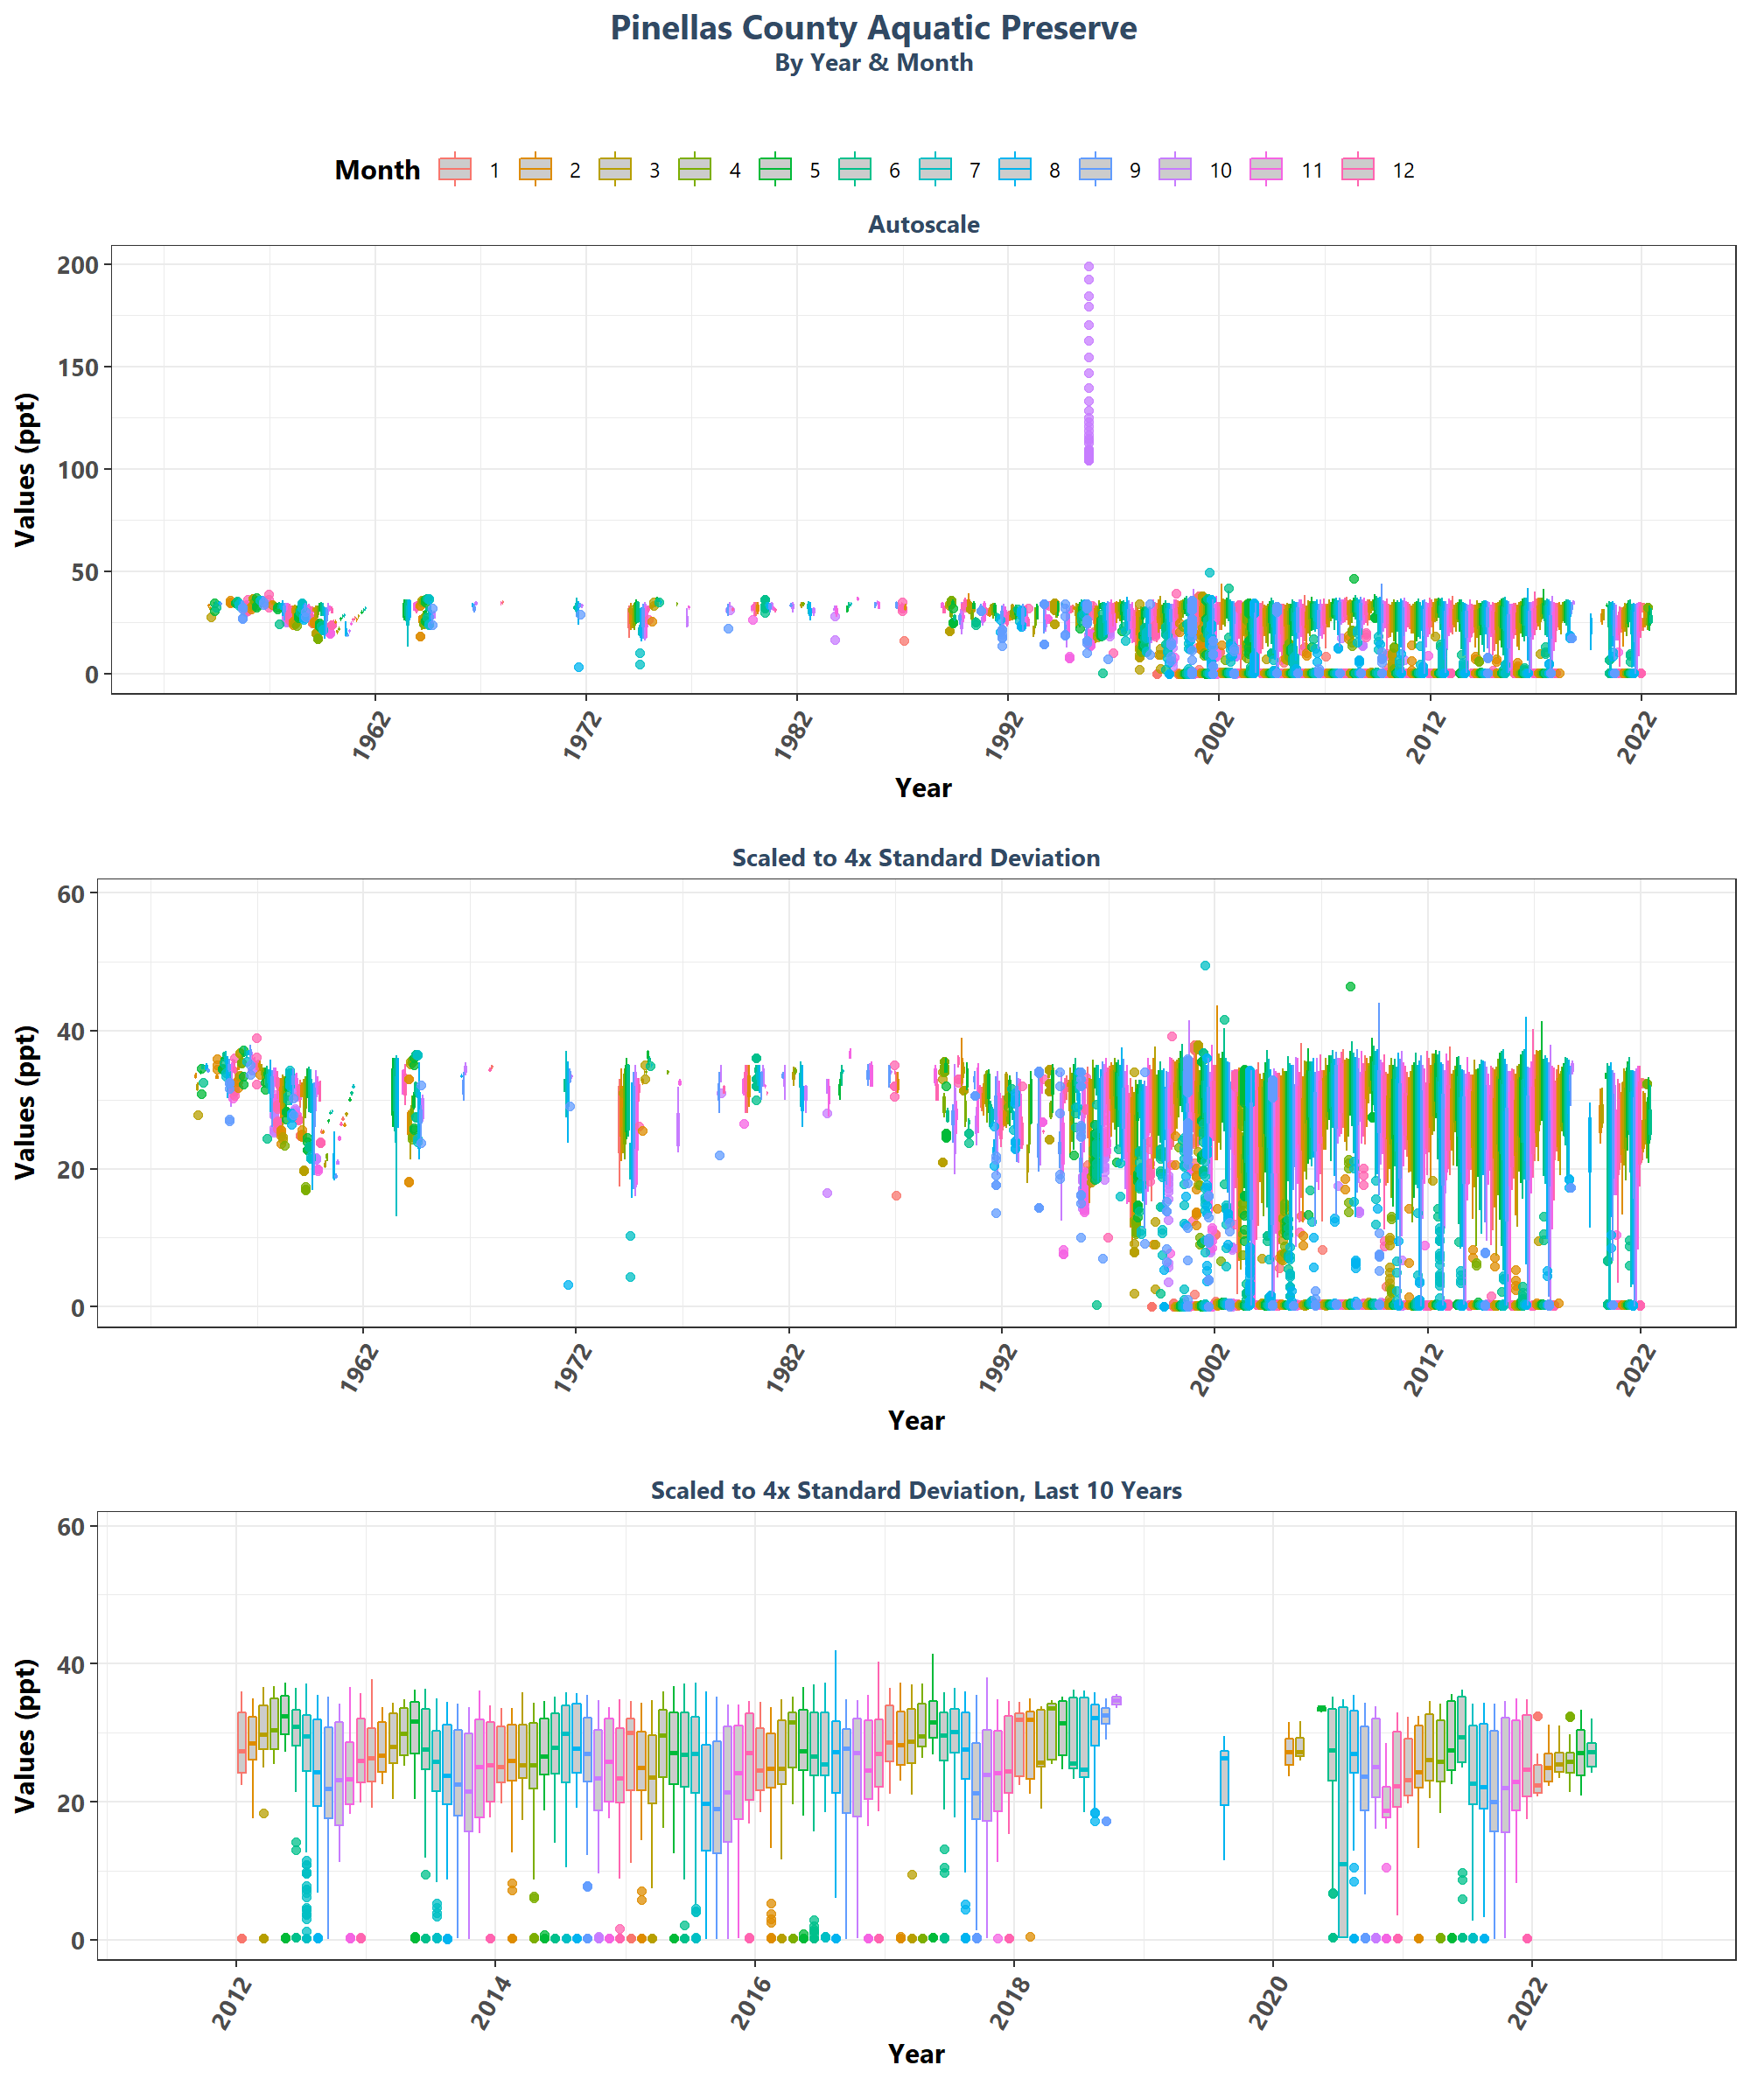 Pinellas County Aquatic Preserve
By Year & Month
Month 1 2 3 4 5 6 7 8 9 10 11 12
Autoscale
Values (ppt)
200
150
100
50
0
1962 1972 1982 1992 2002 2012 2022
Year
Scaled to 4x Standard Deviation
Values (ppt)
60
40
20
0
1962 1972 1982 1992 2002 2012 2022
Year
Scaled to 4x Standard Deviation, Last 10 Years
Values (ppt)
60
40
20
0
2012 2014 2016 2018 2020 2022
Year